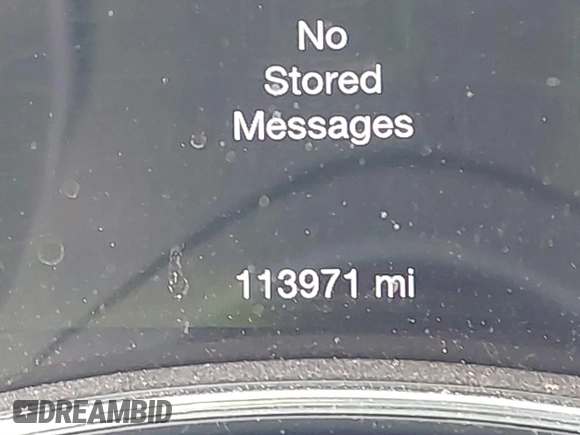 No
Stored
Messages
113971 mi
DREAMBID